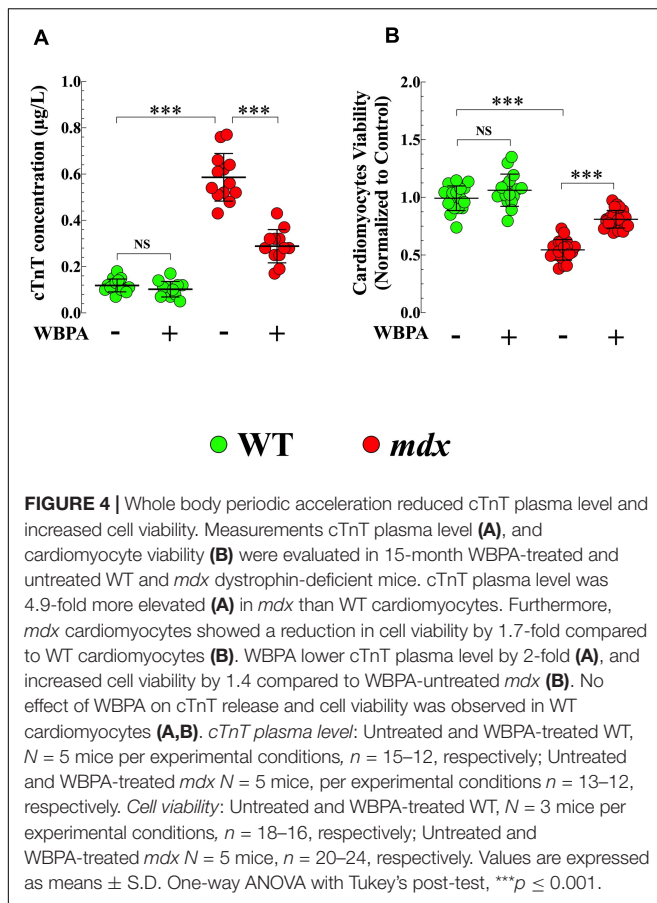 A
B
cTnT concentration (µg/L)
1.0
0.8
0.6
0.4
0.2
0.0
***
***
NS
WBPA
-
+
-
+
Cardiomyocytes Viability
(Normalized to Control)
2.0
1.5
1.0
0.5
0.0
***
NS
***
WBPA
-
+
-
+
WT
mdx
FIGURE 4 | Whole body periodic acceleration reduced cTnT plasma level and
increased cell viability. Measurements cTnT plasma level (A), and
cardiomyocyte viability (B) were evaluated in 15-month WBPA-treated and
untreated WT and mdx dystrophin-deficient mice. cTnT plasma level was
4.9-fold more elevated (A) in mdx than WT cardiomyocytes. Furthermore,
mdx cardiomyocytes showed a reduction in cell viability by 1.7-fold compared
to WT cardiomyocytes (B). WBPA lower cTnT plasma level by 2-fold (A), and
increased cell viability by 1.4 compared to WBPA-untreated mdx (B). No
effect of WBPA on cTnT release and cell viability was observed in WT
cardiomyocytes (A,B). cTnT plasma level: Untreated and WBPA-treated WT,
N = 5 mice per experimental conditions, n = 15–12, respectively; Untreated
and WBPA-treated mdx N = 5 mice, per experimental conditions n = 13–12,
respectively. Cell viability: Untreated and WBPA-treated WT, N = 3 mice per
experimental conditions, n = 18–16, respectively; Untreated and
WBPA-treated mdx N = 5 mice, n = 20–24, respectively. Values are expressed
as means ± S.D. One-way ANOVA with Tukey's post-test, ***p ≤ 0.001.